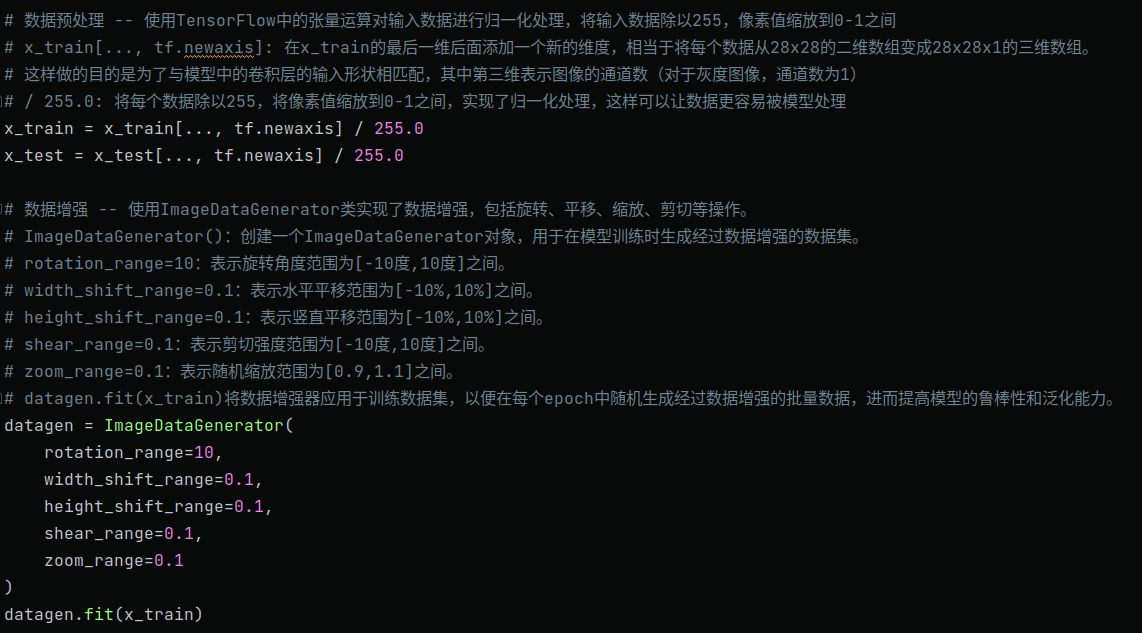 # 数据预处理 -- 使用TensorFlow中的张量运算对输入数据进行归一化处理，将输入数据除以255，像素值缩放到0-1之间
# x_train[..., tf.newaxis]: 在x_train的最后一维后面添加一个新的维度，相当于将每个数据从28x28的二维数组变成28x28x1的三维数组。
# 这样做的目的是为了与模型中的卷积层的输入形状相匹配，其中第三维表示图像的通道数（对于灰度图像，通道数为1）
# / 255.0: 将每个数据除以255，将像素值缩放到0-1之间，实现了归一化处理，这样可以让数据更容易被模型处理
x_train = x_train[..., tf.newaxis] / 255.0
x_test = x_test[..., tf.newaxis] / 255.0
# 数据增强 -- 使用ImageDataGenerator类实现了数据增强，包括旋转、平移、缩放、剪切等操作。
# ImageDataGenerator()：创建一个ImageDataGenerator对象，用于在模型训练时生成经过数据增强的数据集。
# rotation_range=10：表示旋转角度范围为[-10度,10度]之间。
# width_shift_range=0.1：表示水平平移范围为[-10%,10%]之间。
# height_shift_range=0.1：表示竖直平移范围为[-10%,10%]之间。
# shear_range=0.1：表示剪切强度范围为[-10度,10度]之间。
# zoom_range=0.1：表示随机缩放范围为[0.9,1.1]之间。
# datagen.fit(x_train)将数据增强器应用于训练数据集，以便在每个epoch中随机生成经过数据增强的批量数据，进而提高模型的鲁棒性和泛化能力。
datagen = ImageDataGenerator(
    rotation_range=10,
    width_shift_range=0.1,
    height_shift_range=0.1,
    shear_range=0.1,
    zoom_range=0.1
)
datagen.fit(x_train)